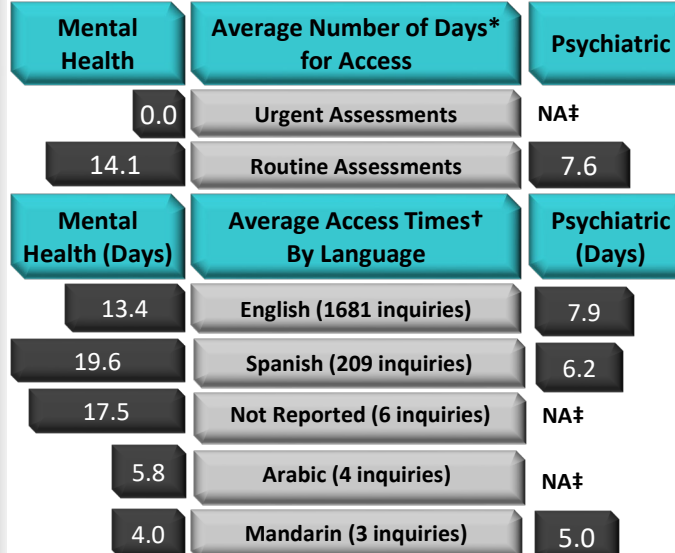 Mental Health
Average Number of Days* for Access
Psychiatric
0.0
Urgent Assessments
NA‡
14.1
Routine Assessments
7.6
Mental Health (Days)
Average Access Times† By Language
Psychiatric (Days)
13.4
English (1681 inquiries)
7.9
19.6
Spanish (209 inquiries)
6.2
17.5
Not Reported (6 inquiries)
NA‡
5.8
Arabic (4 inquiries)
NA‡
4.0
Mandarin (3 inquiries)
5.0